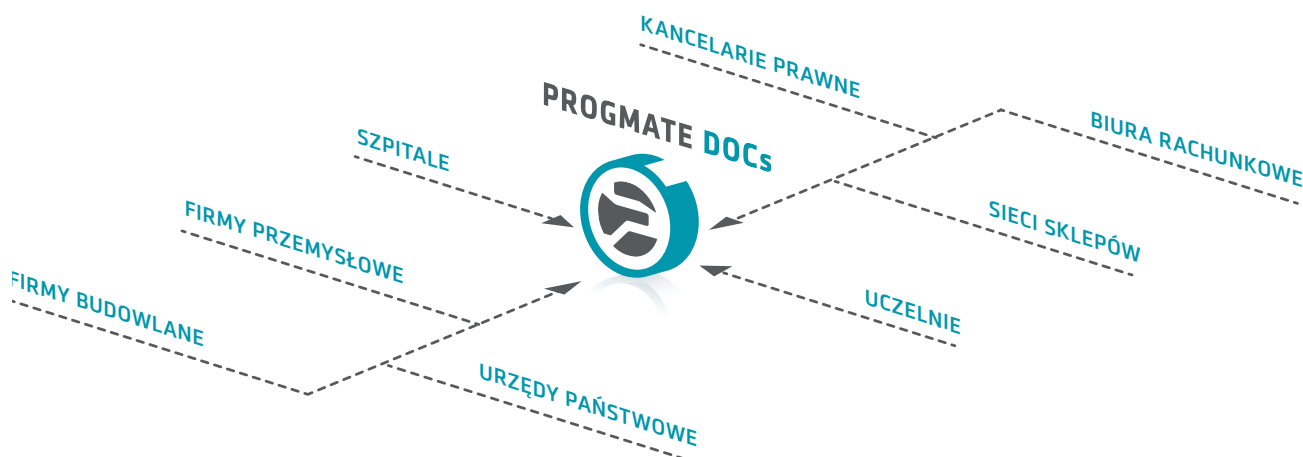 KANCELARIE PRAWNE
PROGMATE DOCs
BIURA RACHUNKOWE
SZPITALE
SIECI SKLEPÓW
FIRMY PRZEMYSŁOWE
FIRMY BUDOWLANE
UCZELNIE
URZĘDY PAŃSTWOWE